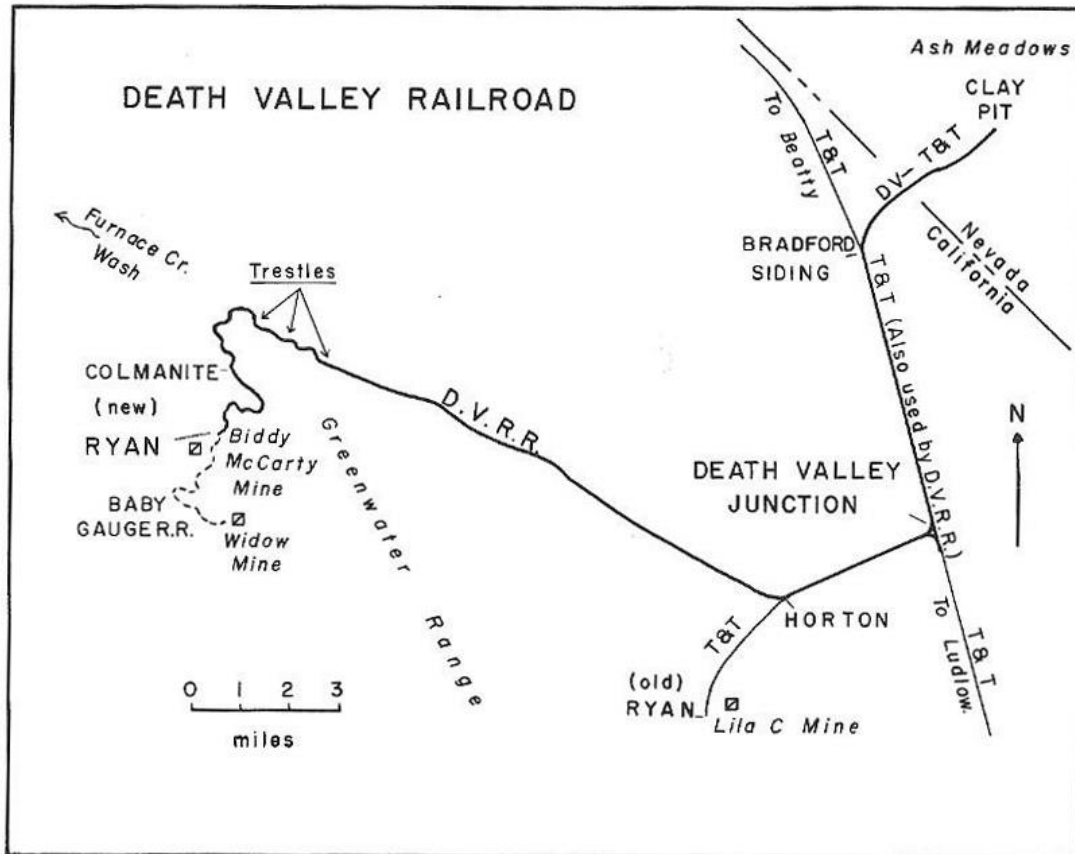 DEATH VALLEY RAILROAD
Ash Meadows
CLAY
PIT
To Beatty
T&T
DV-T&T
Furnace Cr.
Wash
Trestles
BRADFORD
SIDING
Nevada
California
T&T (Also used by D.V.R.R.)
COLMANITE
(new)
RYAN
Biddy
McCarty
Mine
BABY
GAUGE R.R.
Widow
Mine
D.V.R.R.
Greenwater
Range
N
DEATH VALLEY
JUNCTION
HORTON
T&T
(old)
RYAN
Lila C Mine
To Ludlow.
T&T
0 1 2 3
miles